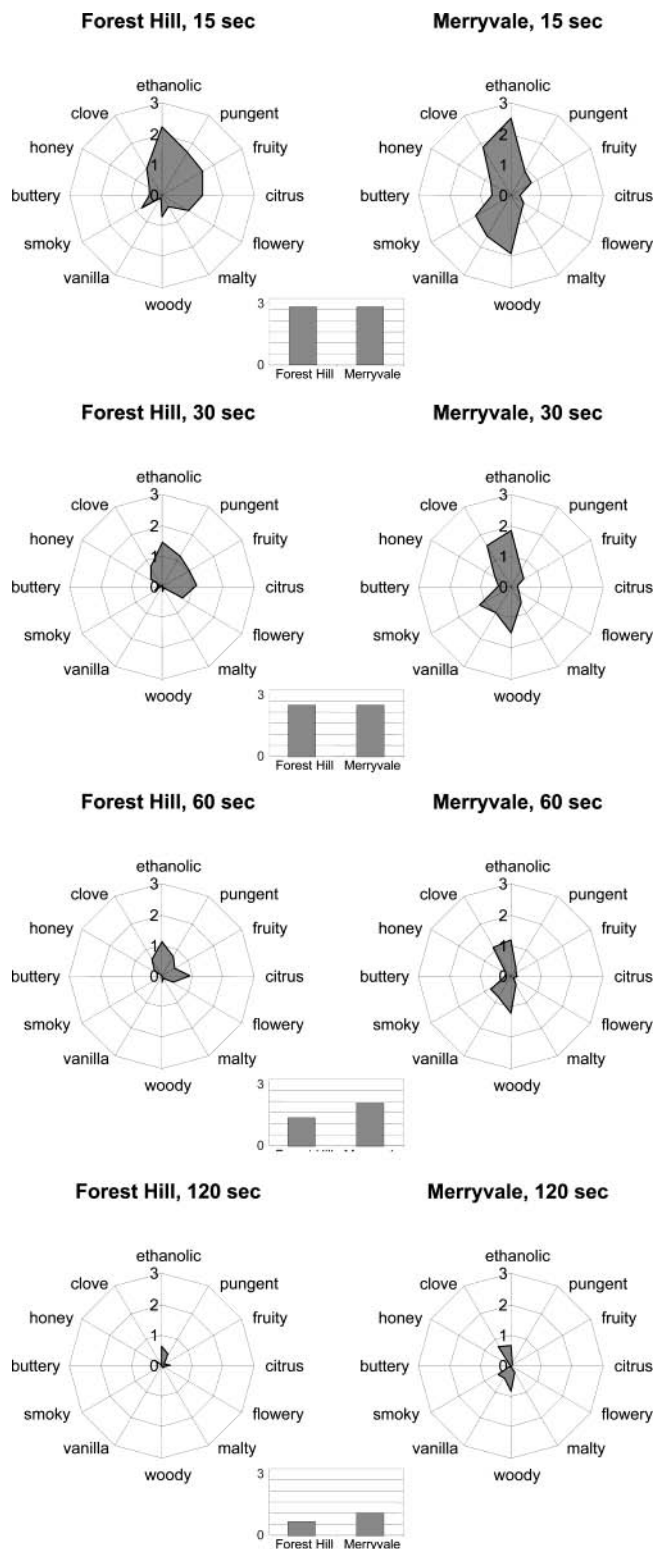 Forest Hill, 15 sec
Merryvale, 15 sec
ethanolic
clove
pungent
honey
fruity
buttery
citrus
smoky
flowery
vanilla
malty
woody
3
2
1
0
ethanolic
clove
pungent
honey
fruity
buttery
citrus
smoky
flowery
vanilla
malty
woody
3
2
1
0
3
0
Forest Hill Merryvale
Forest Hill, 30 sec
Merryvale, 30 sec
ethanolic
clove
pungent
honey
fruity
buttery
citrus
smoky
flowery
vanilla
malty
woody
3
2
1
ethanolic
clove
pungent
honey
fruity
buttery
citrus
smoky
flowery
vanilla
malty
woody
3
2
1
0
3
0
Forest Hill Merryvale
Forest Hill, 60 sec
Merryvale, 60 sec
ethanolic
clove
pungent
honey
fruity
buttery
citrus
smoky
flowery
vanilla
malty
woody
3
2
1
0
ethanolic
clove
pungent
honey
fruity
buttery
citrus
smoky
flowery
vanilla
malty
woody
3
2
1
0
3
0
Forest Hill, 120 sec
Merryvale, 120 sec
ethanolic
clove
pungent
honey
fruity
buttery
citrus
smoky
flowery
vanilla
malty
woody
3
2
1
0
ethanolic
clove
pungent
honey
fruity
buttery
citrus
smoky
flowery
vanilla
malty
woody
3
2
1
0
3
0
Forest Hill Merryvale